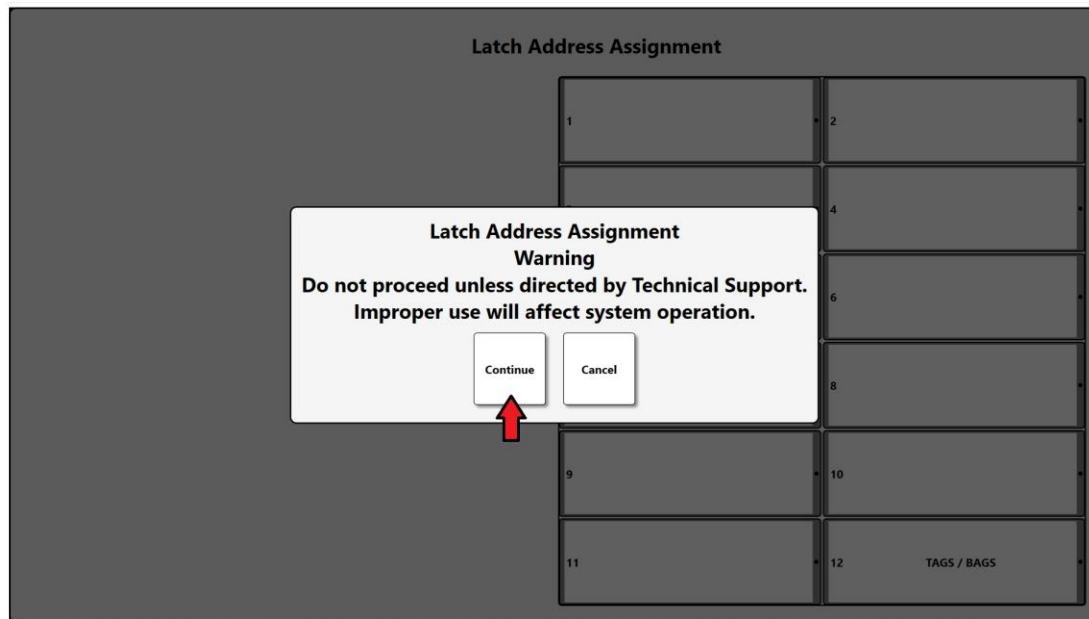 Latch Address Assignment
1
2
4
Latch Address Assignment
Warning
Do not proceed unless directed by Technical Support.
Improper use will affect system operation.
Continue
Cancel
6
8
9
10
11
12 TAGS / BAGS